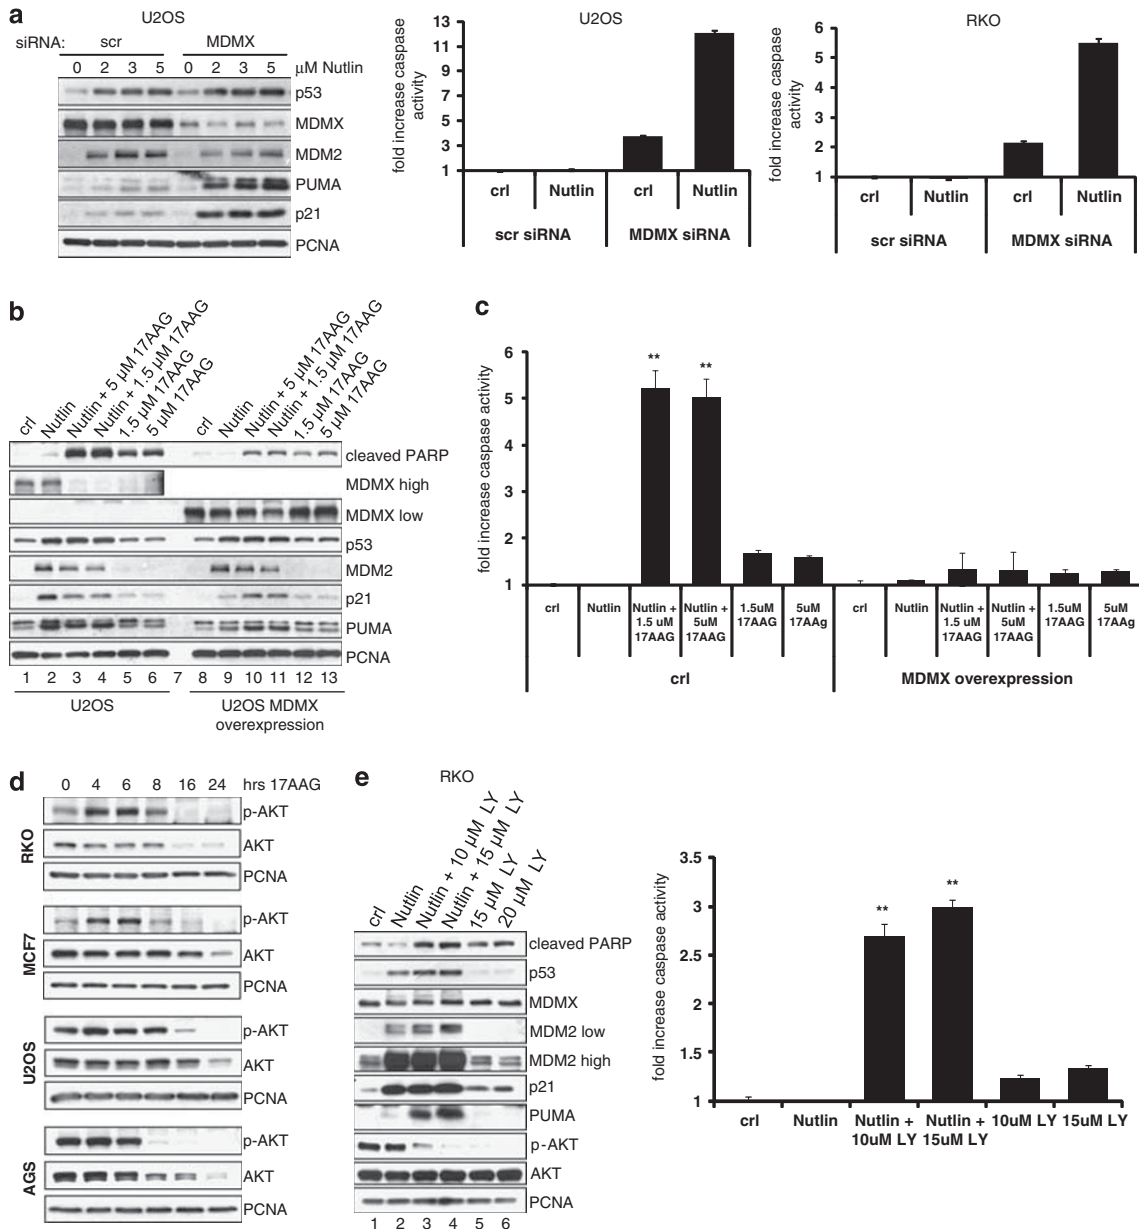 a
U2OS
siRNA: scr MDMX
0 2 3 5 0 2 3 5 μM Nutlin
p53
MDMX
MDM2
PUMA
p21
PCNA
U2OS
fold increase caspase
activity
13
11
9
7
5
3
1
crl Nutlin crl Nutlin
scr siRNA MDMX siRNA
RKO
fold increase caspase
activity
6
5
4
3
2
1
crl Nutlin crl Nutlin
scr siRNA MDMX siRNA
b
crl
Nutlin
Nutlin + 5 μM 17AAG
Nutlin + 1.5 μM 17AAG
1.5 μM 17AAG
5 μM 17AAG
crl
Nutlin
Nutlin + 5 μM 17AAG
Nutlin + 1.5 μM 17AAG
1.5 μM 17AAG
5 μM 17AAG
cleaved PARP
MDMX high
MDMX low
p53
MDM2
p21
PUMA
PCNA
1 2 3 4 5 6 7 8 9 10 11 12 13
U2OS
U2OS MDMX
overexpression
c
fold increase caspase activity
6
5
4
3
2
1
** **
crl Nutlin Nutlin + 1.5 uM 17AAG Nutlin + 5uM 17AAG 1.5uM 17AAG 5uM 17AAg crl Nutlin Nutlin + 1.5 uM 17AAG Nutlin + 5uM 17AAG 1.5uM 17AAG 5uM 17AAg
crl MDMX overexpression
d
0 4 6 8 16 24 hrs 17AAG
RKO
p-AKT
AKT
PCNA
MCF7
p-AKT
AKT
PCNA
U2OS
p-AKT
AKT
PCNA
AGS
p-AKT
AKT
PCNA
e
RKO
crl
Nutlin
Nutlin + 10 μM LY
Nutlin + 15 μM LY
15 μM LY
20 μM LY
cleaved PARP
p53
MDMX
MDM2 low
MDM2 high
p21
PUMA
p-AKT
AKT
PCNA
1 2 3 4 5 6
fold increase caspase activity
3.5
3
2.5
2
1.5
1
** **
crl Nutlin Nutlin + 10uM LY Nutlin + 15uM LY 10uM LY 15uM LY